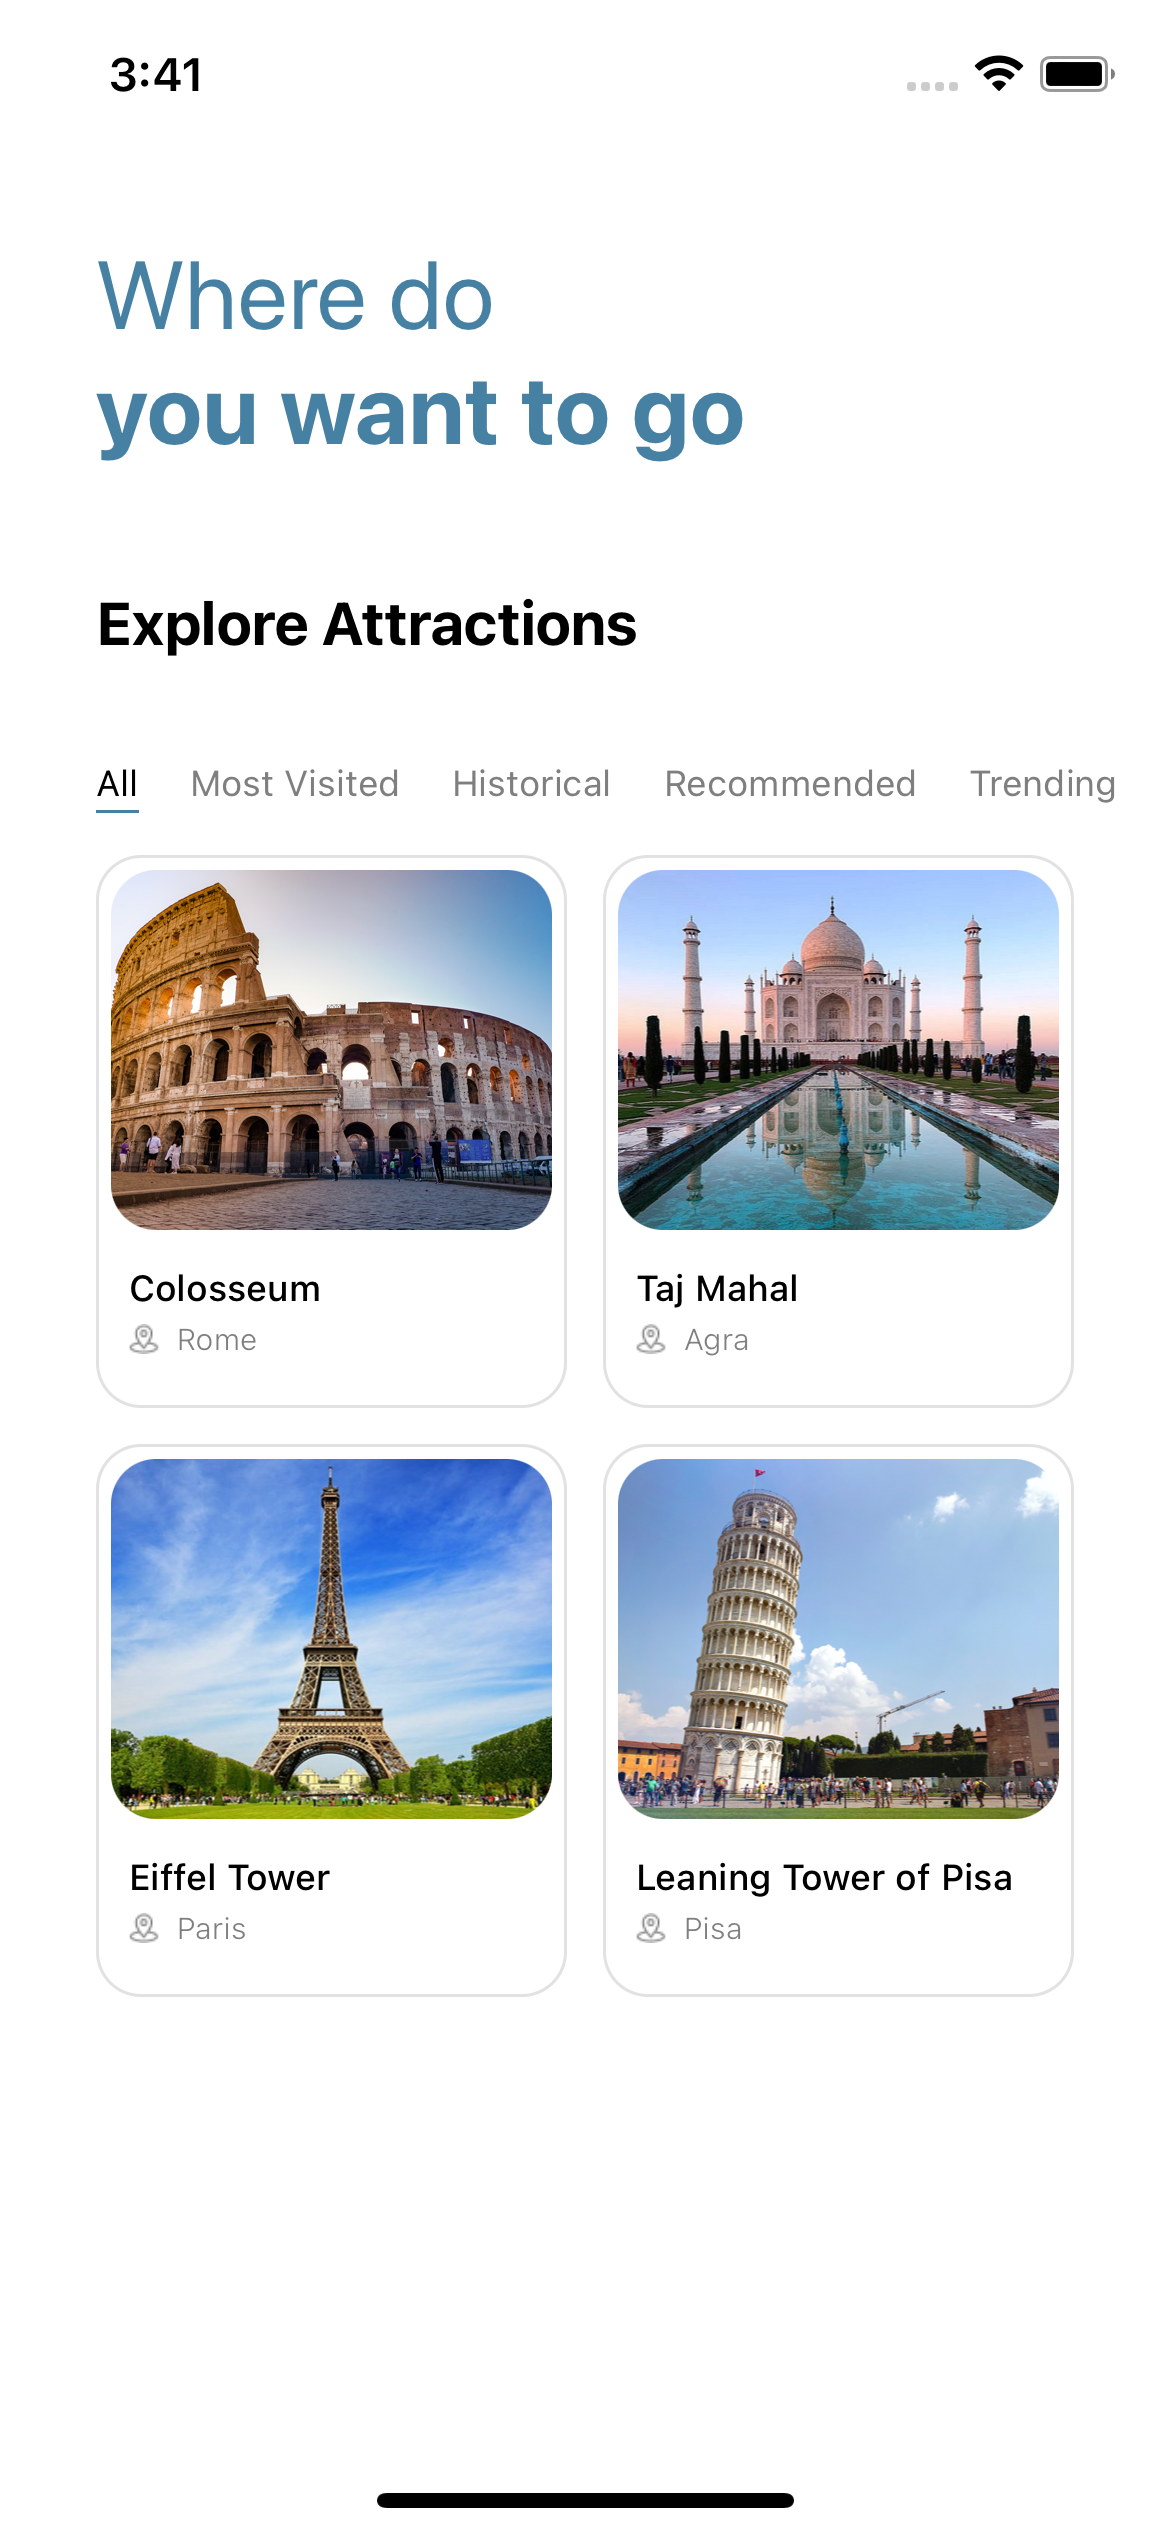 3:41
Where do
you want to go
Explore Attractions
All Most Visited Historical Recommended Trending
Colosseum
Rome
Taj Mahal
Agra
Eiffel Tower
Paris
Leaning Tower of Pisa
Pisa